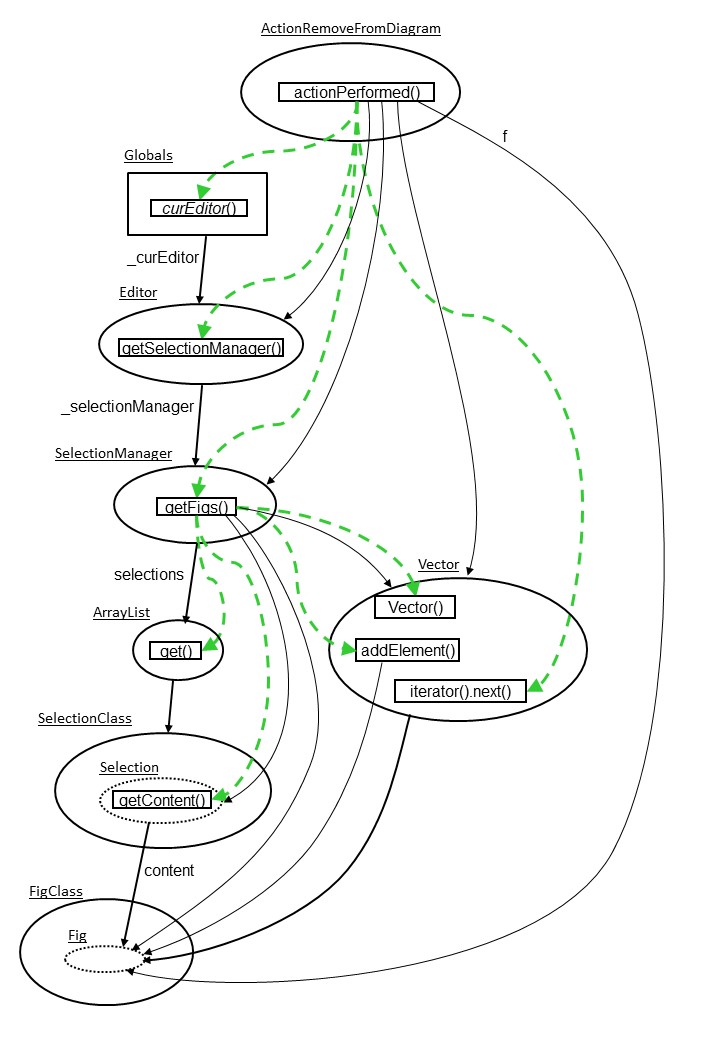 ActionRemoveFromDiagram
actionPerformed()
f
Globals
curEditor()
_curEditor
Editor
getSelectionManager()
_selectionManager
SelectionManager
getFigs()
selections
Vector
Vector()
ArrayList
get()
addElement()
iterator().next()
SelectionClass
Selection
getContent()
content
FigClass
Fig